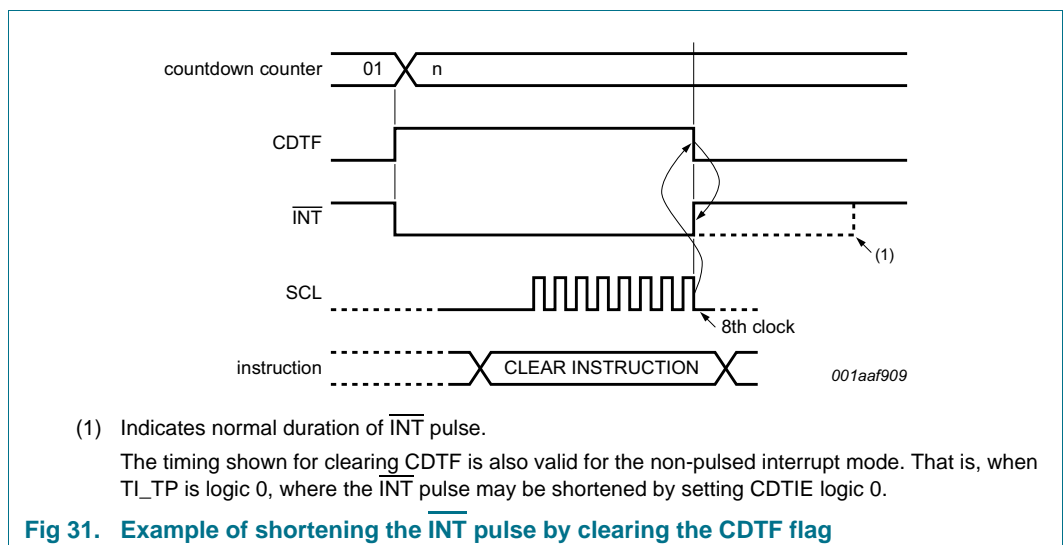 countdown counter 01 n
CDTF
INT
(1)
SCL
8th clock
instruction CLEAR INSTRUCTION
001aaf909
(1) Indicates normal duration of INT pulse.
The timing shown for clearing CDTF is also valid for the non-pulsed interrupt mode. That is, when
TI_TP is logic 0, where the INT pulse may be shortened by setting CDTIE logic 0.
Fig 31. Example of shortening the INT pulse by clearing the CDTF flag